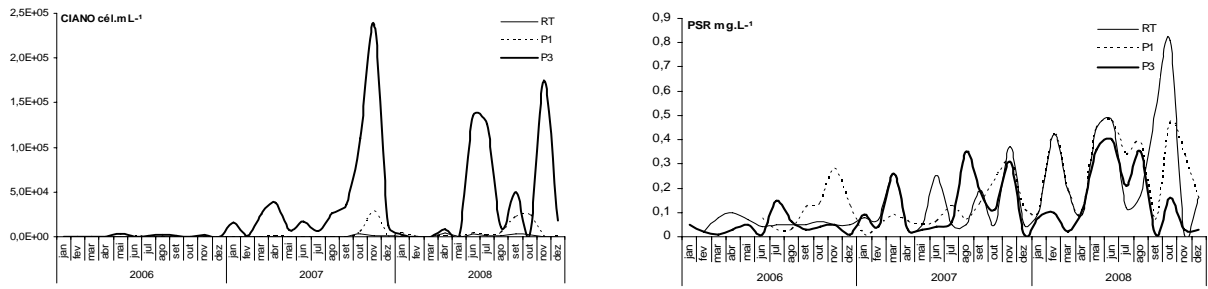 CIANO cél.mL-¹
2,5E+05
2,0E+05
1,5E+05
1,0E+05
5,0E+04
0,0E+00
RT
P1
P3
jan fev mar abr mai jun jul ago set out nov dez jan fev mar abr mai jun jul ago set out nov dez jan fev mar abr mai jun jul ago set out nov dez
2006 2007 2008
PSR mg.L-¹
0,9
0,8
0,7
0,6
0,5
0,4
0,3
0,2
0,1
0
RT
P1
P3
jan fev mar abr mai jun jul ago set out nov dez jan fev mar abr mai jun jul ago set out nov dez jan fev mar abr mai jun jul ago set out nov dez
2006 2007 2008